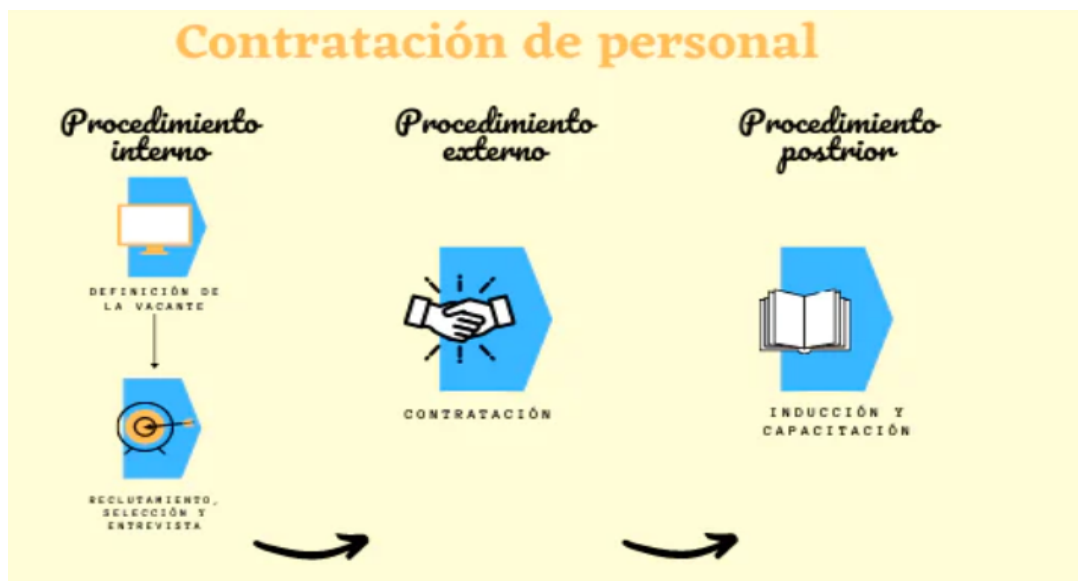 Contratación de personal
Procedimiento
interno
DEFINICIÓN DE
LA VACANTE
RECLUTAMIENTO,
SELECCIÓN Y
ENTREVISTA
Procedimiento
externo
CONTRATACIÓN
Procedimiento
postrior
INDUCCIÓN Y
CAPACITACIÓN